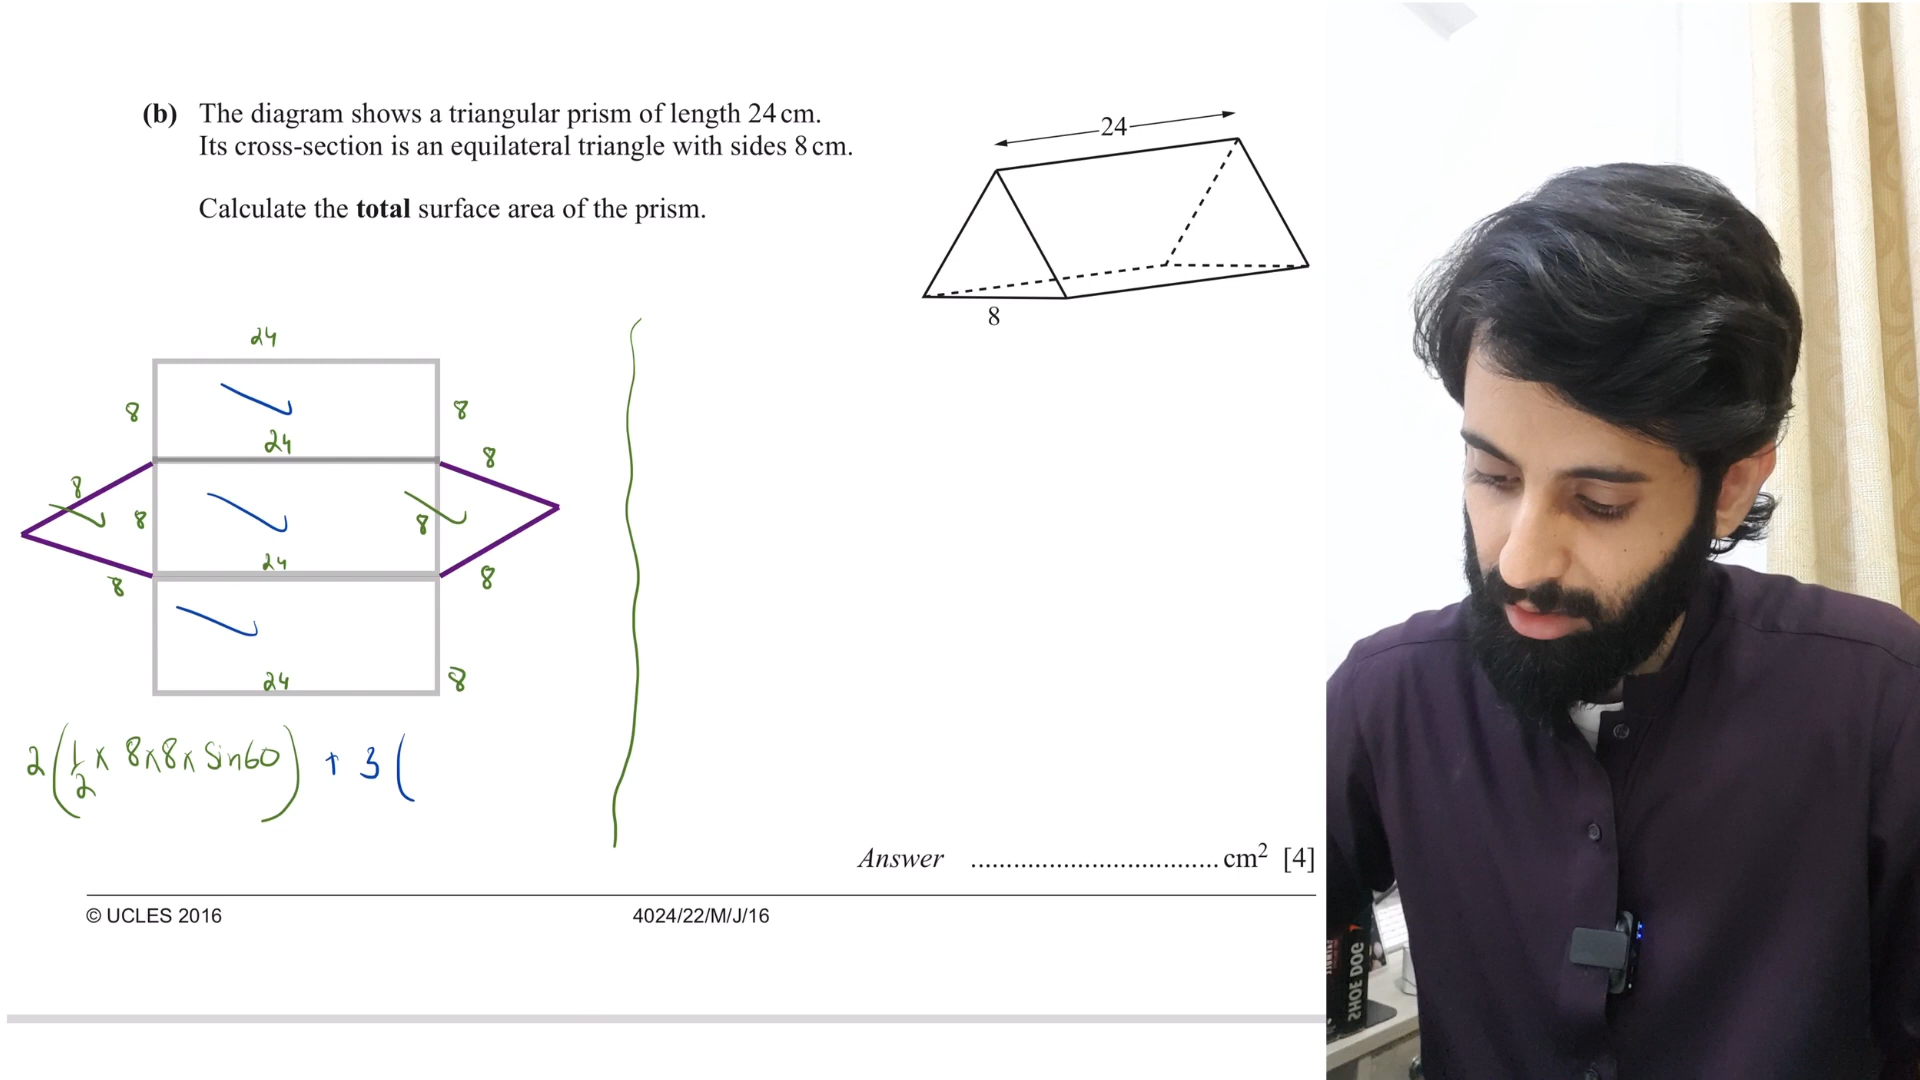 (b) The diagram shows a triangular prism of length 24 cm.
Its cross-section is an equilateral triangle with sides 8 cm.
Calculate the total surface area of the prism.
24
8
24
8
8
24
8
8
8
8
24
8
8
24
8
2(1/2 × 8×8× Sin60) + 3(
Answer .................................. cm² [4]
© UCLES 2016
4024/22/M/J/16
SHOE DOG